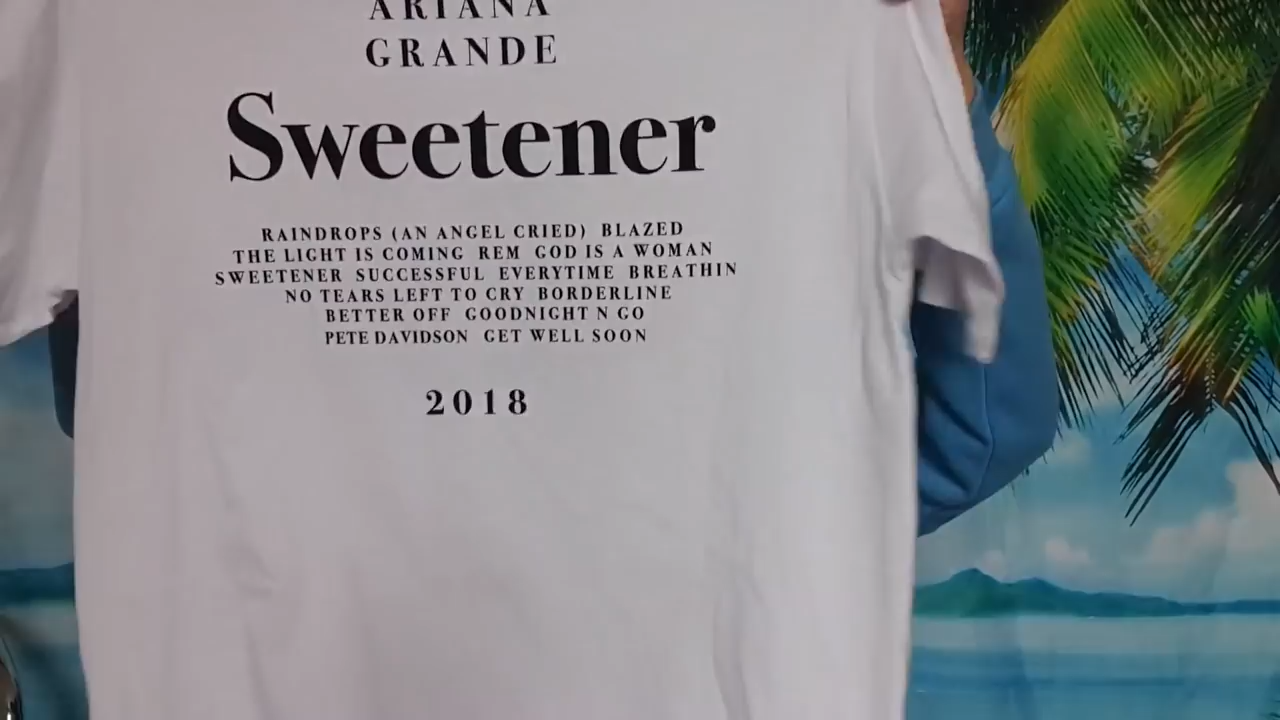 ARIANA
GRANDE
Sweetener
RAINDROPS (AN ANGEL CRIED) BLAZED
THE LIGHT IS COMING REM GOD IS A WOMAN
SWEETENER SUCCESSFUL EVERYTIME BREATHIN
NO TEARS LEFT TO CRY BORDERLINE
BETTER OFF GOODNIGHT N GO
PETE DAVIDSON GET WELL SOON
2018